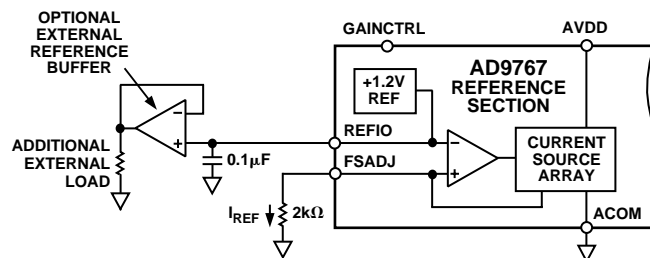 OPTIONAL
EXTERNAL
REFERENCE
BUFFER
ADDITIONAL
EXTERNAL
LOAD
−
+
0.1µF
IREF
2kΩ
GAINCTRL
REFIO
FSADJ
+1.2V
REF
AD9767
REFERENCE
SECTION
−
+
CURRENT
SOURCE
ARRAY
AVDD
ACOM